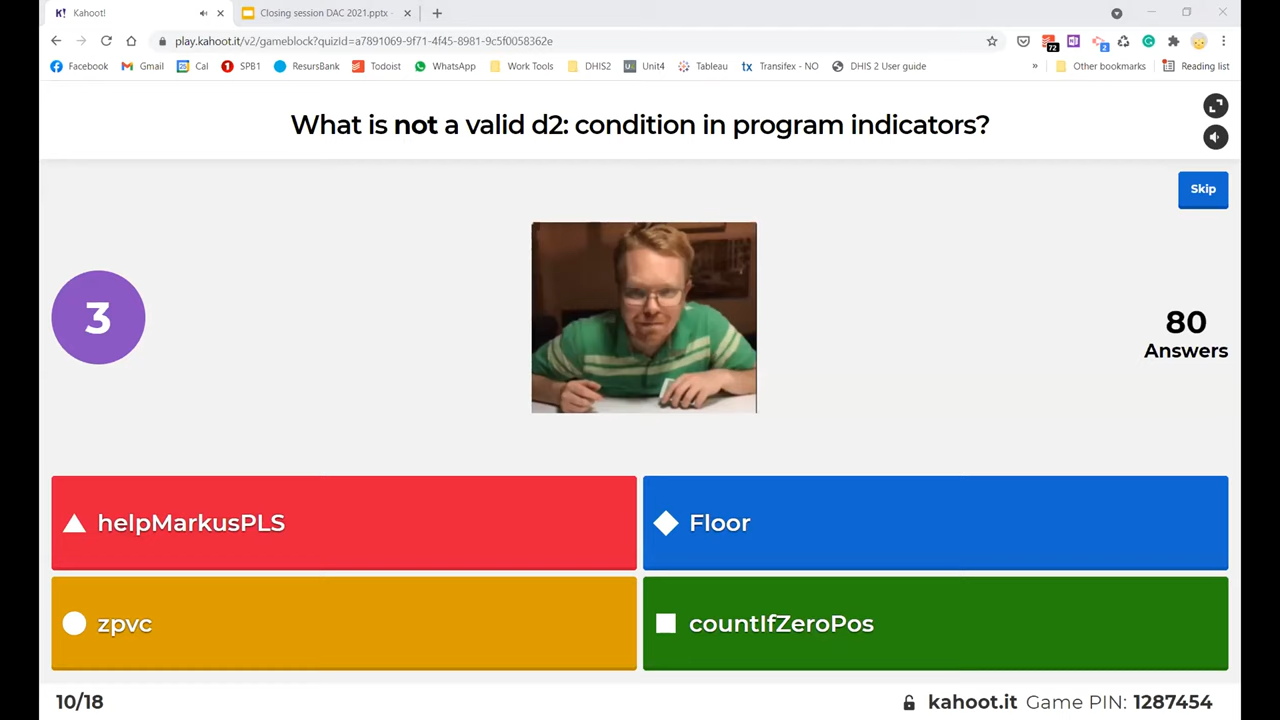 K! Kahoot!
Closing session DAC 2021.pptx
play.kahoot.it/v2/gameblock?quizId=a7891069-9f71-4f45-8981-9c5f0058362e
72
2
Facebook Gmail Cal SPB1 ResursBank Todoist WhatsApp Work Tools DHIS2 Unit4 Tableau tx Transifex - NO DHIS 2 User guide » Other bookmarks Reading list
What is not a valid d2: condition in program indicators?
Skip
3
80
Answers
helpMarkusPLS
Floor
zpvc
countIfZeroPos
10/18
kahoot.it Game PIN: 1287454